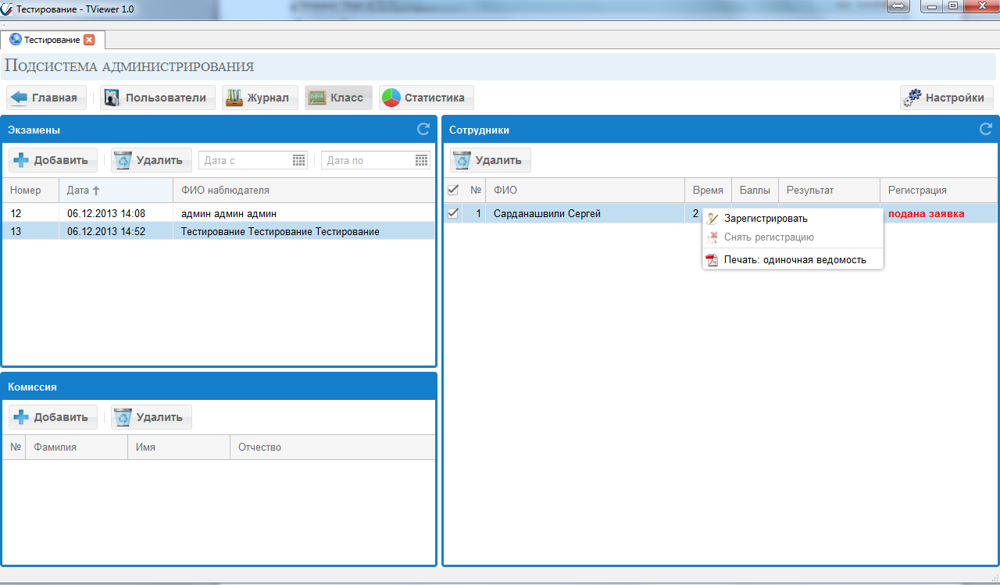 Тестирование - TViewer 1.0
Тестирование
Подсистема администрирования
Главная Пользователи Журнал Класс Статистика Настройки
Экзамены
Добавить Удалить Дата с Дата по
Номер Дата ФИО наблюдателя
12 06.12.2013 14:08 админ админ админ
13 06.12.2013 14:52 Тестирование Тестирование Тестирование
Комиссия
Добавить Удалить
№ Фамилия Имя Отчество
Сотрудники
Удалить
№ ФИО Время Баллы Результат Регистрация
1 Сарданашвили Сергей 2 подана заявка
Зарегистрировать
Снять регистрацию
Печать: одиночная ведомость